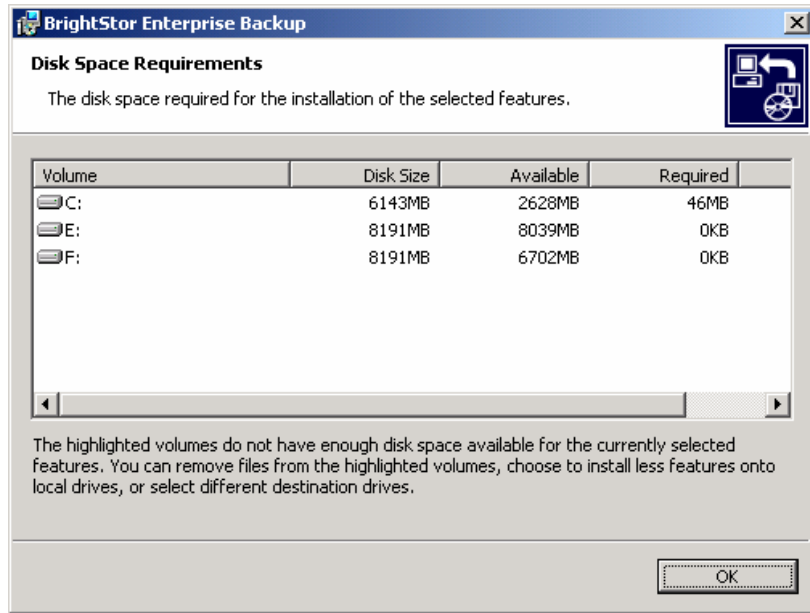 BrightStor Enterprise Backup
Disk Space Requirements
The disk space required for the installation of the selected features.
Volume Disk Size Available Required
C: 6143MB 2628MB 46MB
E: 8191MB 8039MB 0KB
F: 8191MB 6702MB 0KB
The highlighted volumes do not have enough disk space available for the currently selected
features. You can remove files from the highlighted volumes, choose to install less features onto
local drives, or select different destination drives.
OK